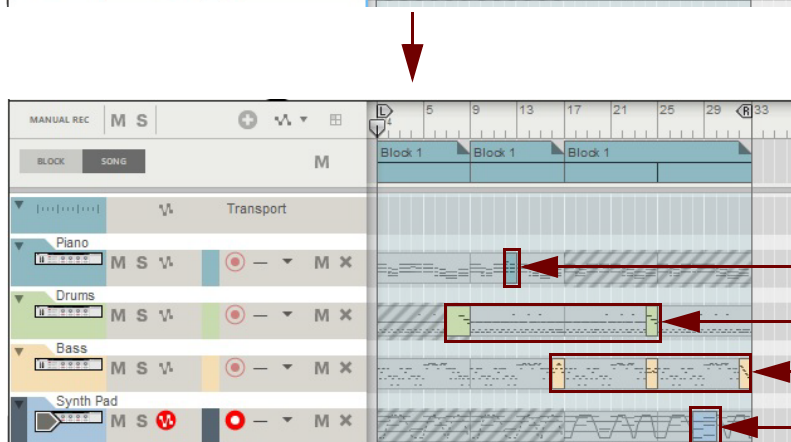 MANUAL REC M S
L 5 9 13 17 21 25 29 R 33
4
BLOCK SONG M
Block 1 Block 1 Block 1
Transport
Piano
M S M
Drums
M S M
Bass
M S M
Synth Pad
M S M